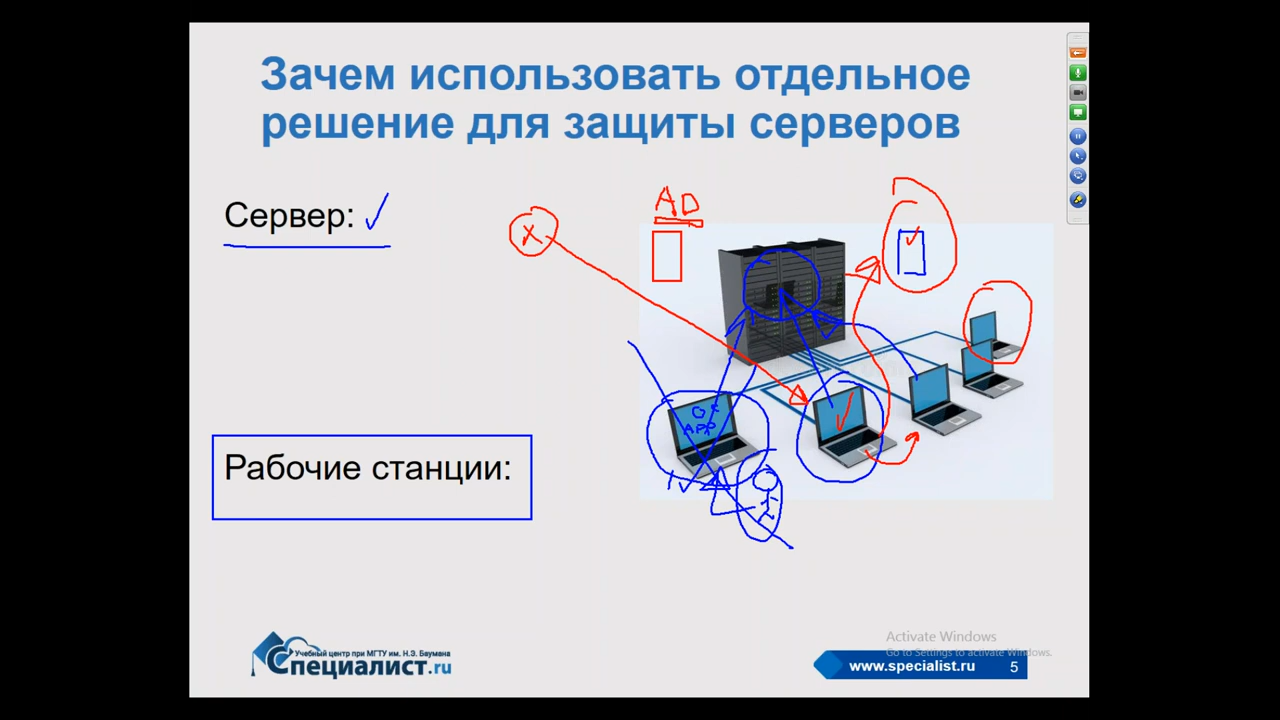 Зачем использовать отдельное
решение для защиты серверов
Сервер:
AD
X
OC
APP
Рабочие станции:
Учебный центр при МГТУ им. Н.Э. Баумана
Специалист.ru
Activate Windows
Go to Settings to activate Windows.
www.specialist.ru
5